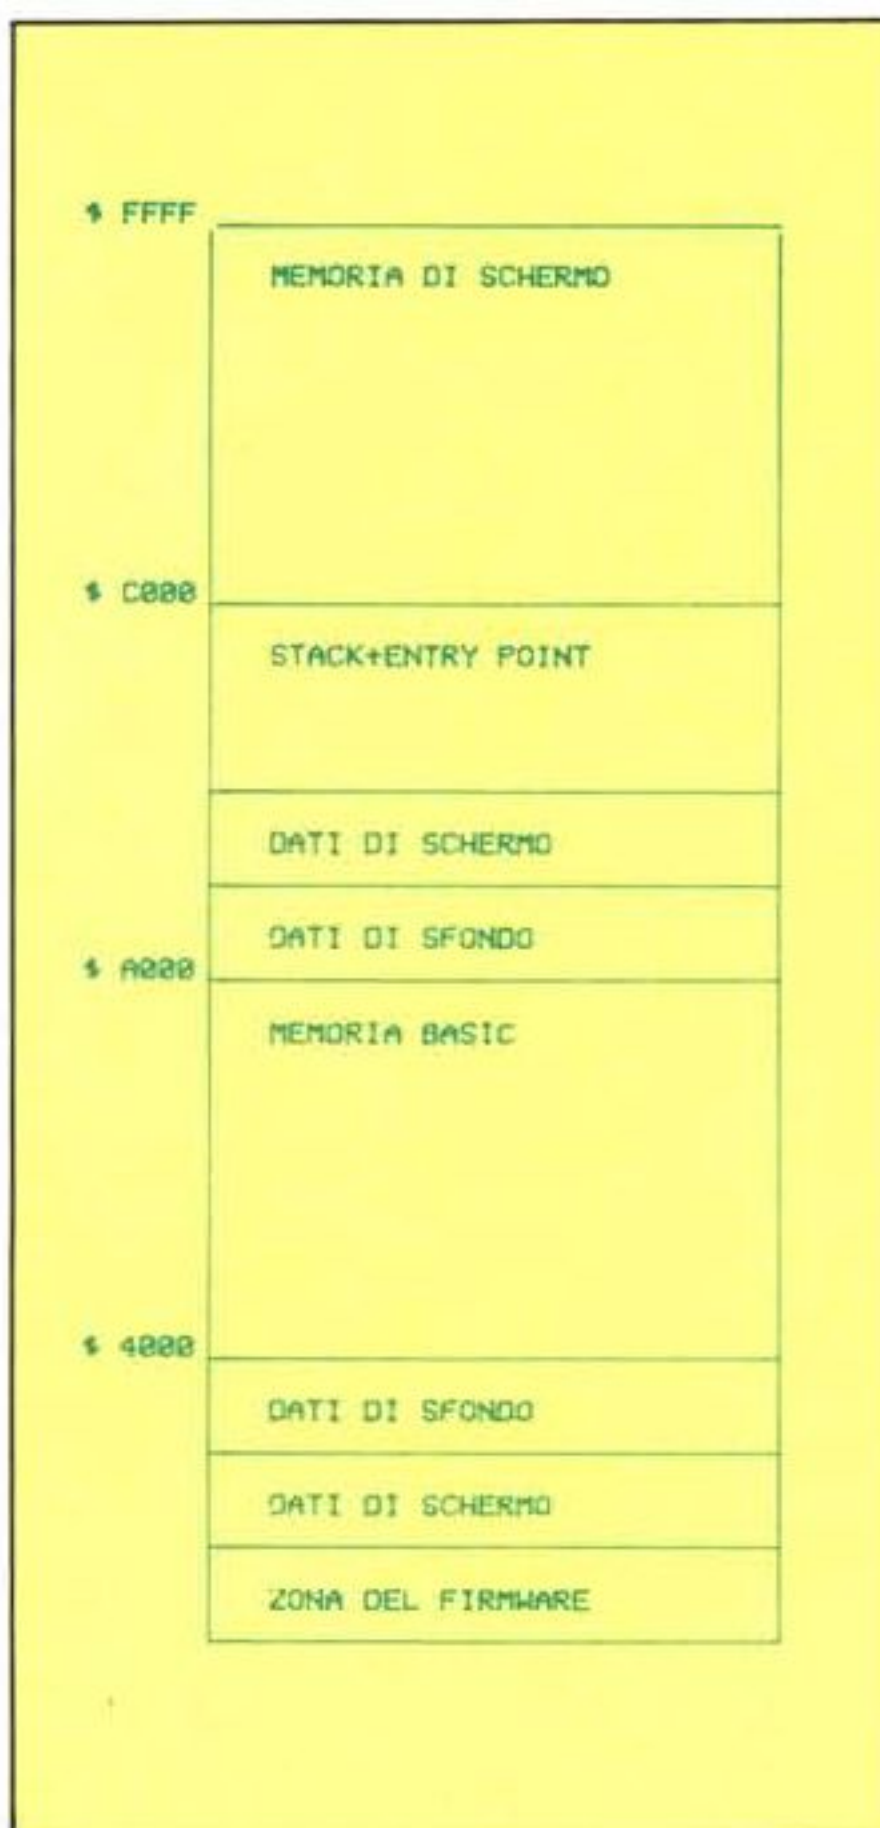 $ FFFF
MEMORIA DI SCHERMO
$ C000
STACK+ENTRY POINT
DATI DI SCHERMO
DATI DI SFONDO
$ A000
MEMORIA BASIC
$ 4000
DATI DI SFONDO
DATI DI SCHERMO
ZONA DEL FIRMWARE